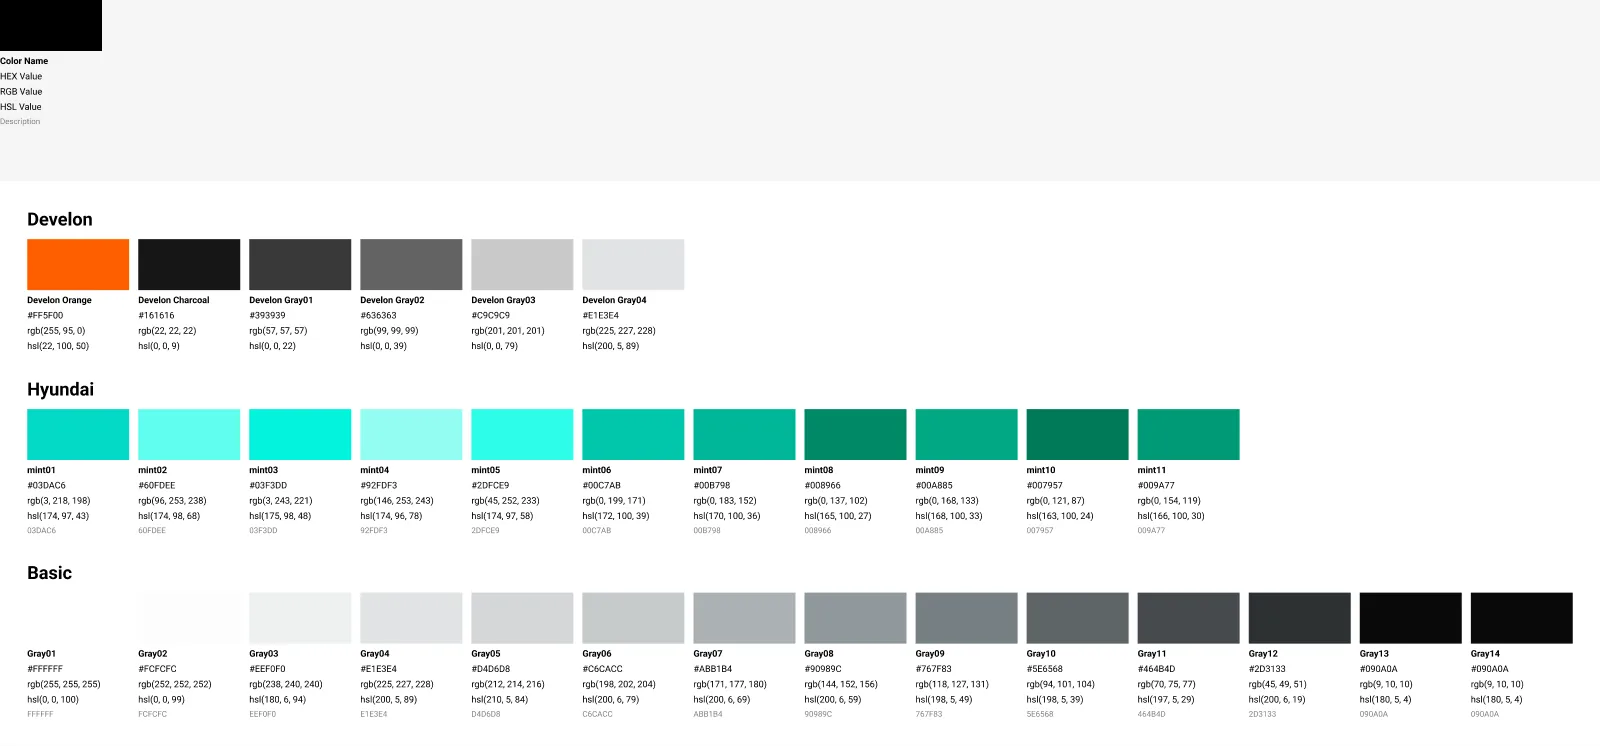 Color Name
HEX Value
RGB Value
HSL Value
Description
Develon
Develon Orange Develon Charcoal Develon Gray01 Develon Gray02 Develon Gray03 Develon Gray04
#FF5F00 #161616 #393939 #636363 #C9C9C9 #E1E3E4
rgb(255, 95, 0) rgb(22, 22, 22) rgb(57, 57, 57) rgb(99, 99, 99) rgb(201, 201, 201) rgb(225, 227, 228)
hsl(22, 100, 50) hsl(0, 0, 9) hsl(0, 0, 22) hsl(0, 0, 39) hsl(0, 0, 79) hsl(200, 5, 89)
Hyundai
mint01 mint02 mint03 mint04 mint05 mint06 mint07 mint08 mint09 mint10 mint11
#03DAC6 #60FDEE #03F3DD #92FDF3 #2DFCE9 #00C7AB #00B798 #008966 #00A885 #007957 #009A77
rgb(3, 218, 198) rgb(96, 253, 238) rgb(3, 243, 221) rgb(146, 253, 243) rgb(45, 252, 233) rgb(0, 199, 171) rgb(0, 183, 152) rgb(0, 137, 102) rgb(0, 168, 133) rgb(0, 121, 87) rgb(0, 154, 119)
hsl(174, 97, 43) hsl(174, 98, 68) hsl(175, 98, 48) hsl(174, 96, 78) hsl(174, 97, 58) hsl(172, 100, 39) hsl(170, 100, 36) hsl(165, 100, 27) hsl(168, 100, 33) hsl(163, 100, 24) hsl(166, 100, 30)
03DAC6 60FDEE 03F3DD 92FDF3 2DFCE9 00C7AB 00B798 008966 00A885 007957 009A77
Basic
Gray01 Gray02 Gray03 Gray04 Gray05 Gray06 Gray07 Gray08 Gray09 Gray10 Gray11 Gray12 Gray13 Gray14
#FFFFFF #FCFCFC #EEF0F0 #E1E3E4 #D4D6D8 #C6CACC #ABB1B4 #90989C #767F83 #5E6568 #464B4D #2D3133 #090A0A #090A0A
rgb(255, 255, 255) rgb(252, 252, 252) rgb(238, 240, 240) rgb(225, 227, 228) rgb(212, 214, 216) rgb(198, 202, 204) rgb(171, 177, 180) rgb(144, 152, 156) rgb(118, 127, 131) rgb(94, 101, 104) rgb(70, 75, 77) rgb(45, 49, 51) rgb(9, 10, 10) rgb(9, 10, 10)
hsl(0, 0, 100) hsl(0, 0, 99) hsl(180, 6, 94) hsl(200, 5, 89) hsl(210, 5, 84) hsl(200, 6, 79) hsl(200, 6, 69) hsl(200, 6, 59) hsl(198, 5, 49) hsl(198, 5, 39) hsl(197, 5, 29) hsl(200, 6, 19) hsl(180, 5, 4) hsl(180, 5, 4)
FFFFFF FCFCFC EEF0F0 E1E3E4 D4D6D8 C6CACC ABB1B4 90989C 767F83 5E6568 464B4D 2D3133 090A0A 090A0A